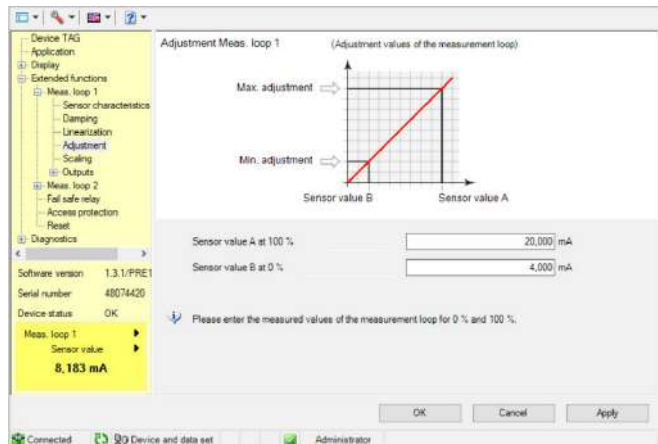 Device TAG
Application
Display
Extended functions
Meas. loop 1
Sensor characteristics
Damping
Linearization
Adjustment
Scaling
Outputs
Meas. loop 2
Fail safe relay
Access protection
Reset
Diagnostics
Software version 1.3.1/PRE1
Serial number 48074420
Device status OK
Meas. loop 1
Sensor value
8,183 mA
Adjustment Meas. loop 1 (Adjustment values of the measurement loop)
Max. adjustment
Min. adjustment
Sensor value B Sensor value A
Sensor value A at 100 % 20,000 mA
Sensor value B at 0 % 4,000 mA
Please enter the measured values of the measurement loop for 0 % and 100 %.
OK Cancel Apply
Connected Device and data set Administrator